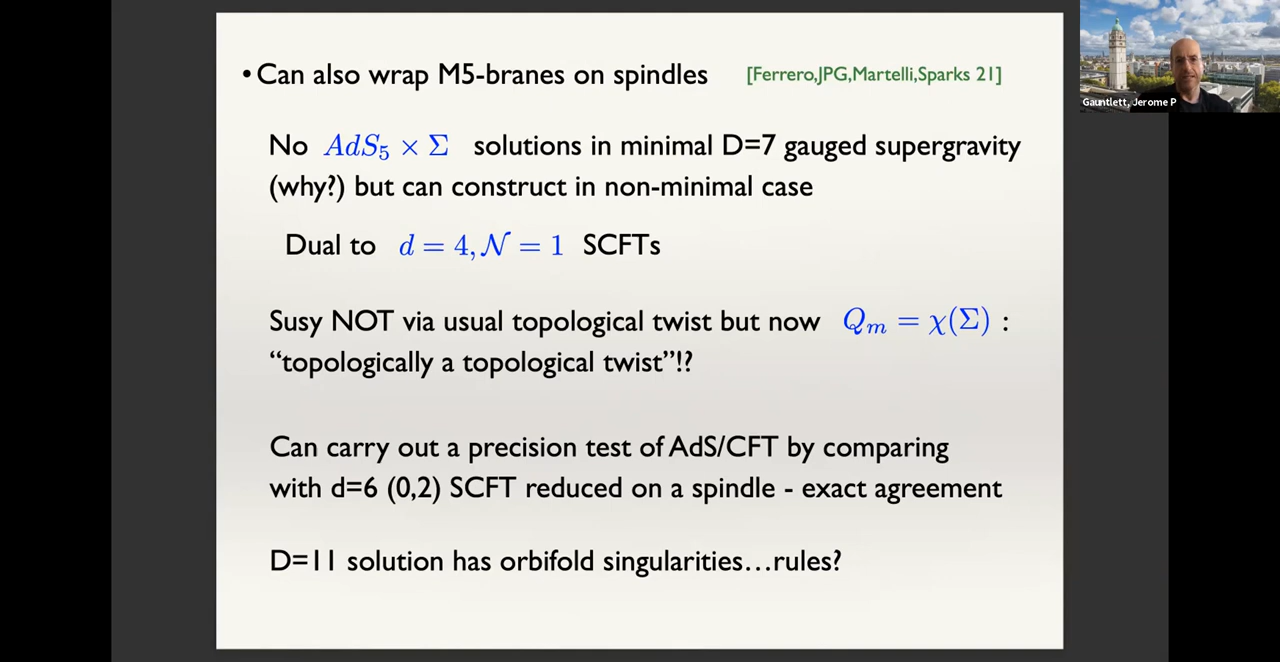 • Can also wrap M5-branes on spindles [Ferrero,JPG,Martelli,Sparks 21]
No AdS₅ × Σ solutions in minimal D=7 gauged supergravity
(why?) but can construct in non-minimal case
Dual to d = 4, 𝒩 = 1 SCFTs
Susy NOT via usual topological twist but now Qₘ = χ(Σ) :
“topologically a topological twist”!?
Can carry out a precision test of AdS/CFT by comparing
with d=6 (0,2) SCFT reduced on a spindle - exact agreement
D=11 solution has orbifold singularities…rules?
Gauntlett, Jerome P